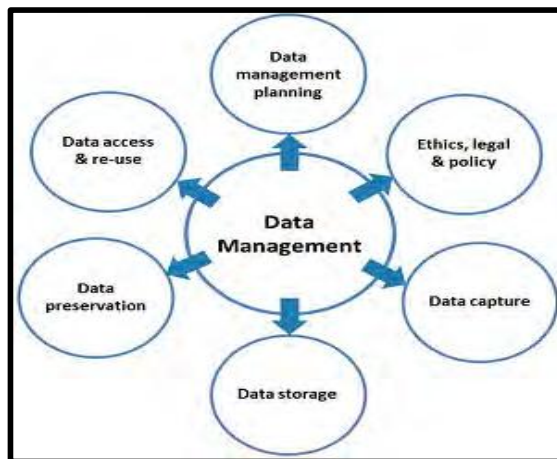 Data
management
planning
Data access
& re-use
Ethics, legal
& policy
Data
Management
Data
preservation
Data capture
Data storage